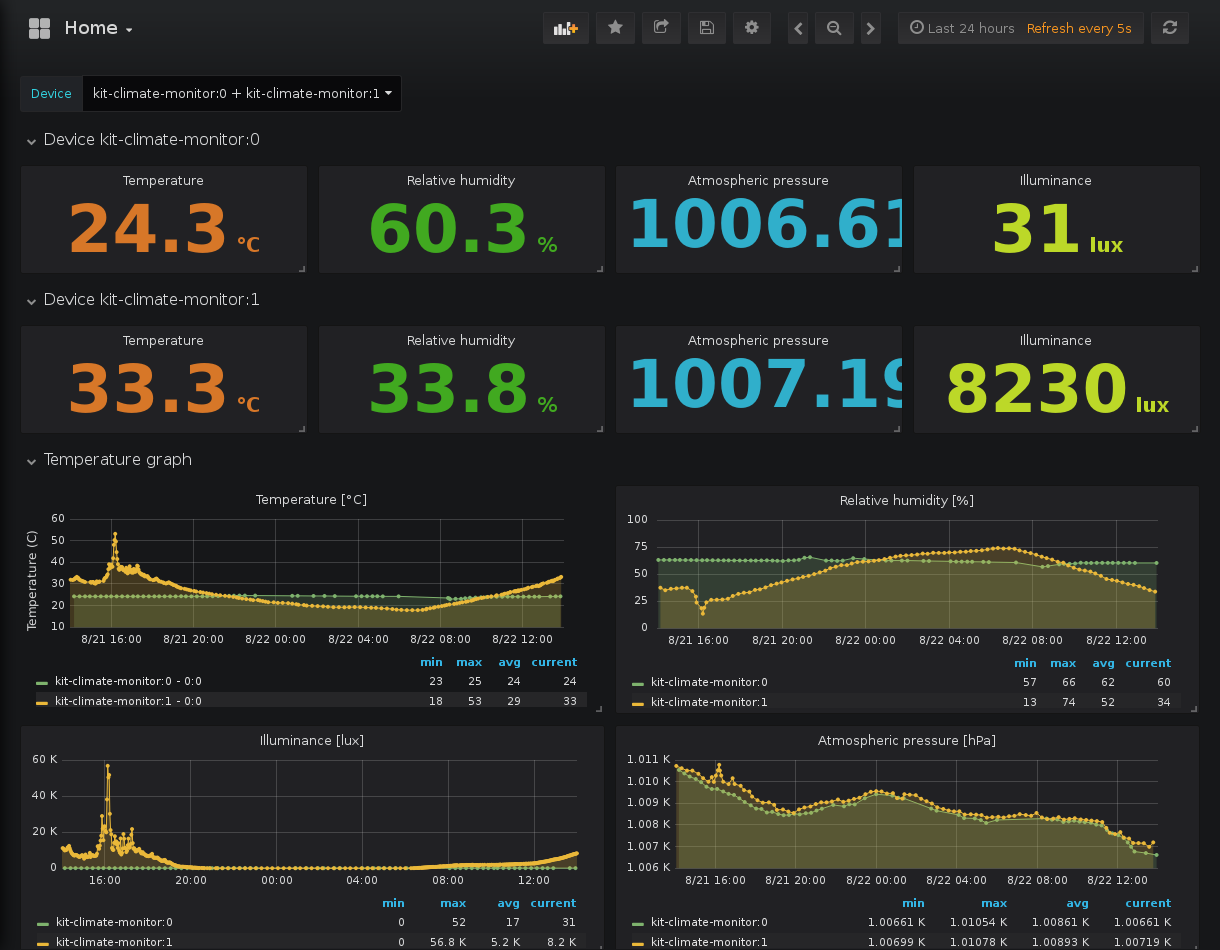 Home
Last 24 hours Refresh every 5s
Device kit-climate-monitor:0 + kit-climate-monitor:1
Device kit-climate-monitor:0
Temperature Relative humidity Atmospheric pressure Illuminance
24.3 °C 60.3 % 1006.61 31 lux
Device kit-climate-monitor:1
Temperature Relative humidity Atmospheric pressure Illuminance
33.3 °C 33.8 % 1007.19 8230 lux
Temperature graph
Temperature [°C]
Temperature (C)
60
50
40
30
20
10
8/21 16:00 8/21 20:00 8/22 00:00 8/22 04:00 8/22 08:00 8/22 12:00
min max avg current
kit-climate-monitor:0 - 0:0 23 25 24 24
kit-climate-monitor:1 - 0:0 18 53 29 33
Relative humidity [%]
100
75
50
25
0
8/21 16:00 8/21 20:00 8/22 00:00 8/22 04:00 8/22 08:00 8/22 12:00
min max avg current
kit-climate-monitor:0 57 66 62 60
kit-climate-monitor:1 13 74 52 34
Illuminance [lux]
60 K
40 K
20 K
0
16:00 20:00 00:00 04:00 08:00 12:00
min max avg current
kit-climate-monitor:0 0 52 17 31
kit-climate-monitor:1 0 56.8 K 5.2 K 8.2 K
Atmospheric pressure [hPa]
1.011 K
1.010 K
1.009 K
1.008 K
1.007 K
1.006 K
8/21 16:00 8/21 20:00 8/22 00:00 8/22 04:00 8/22 08:00 8/22 12:00
min max avg current
kit-climate-monitor:0 1.00661 K 1.01054 K 1.00861 K 1.00661 K
kit-climate-monitor:1 1.00699 K 1.01078 K 1.00893 K 1.00719 K